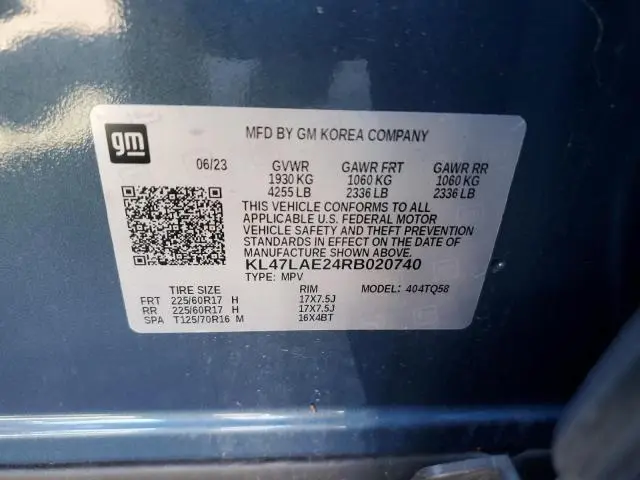 gm
MFD BY GM KOREA COMPANY
06/23 GVWR GAWR FRT GAWR RR
1930 KG 1060 KG 1060 KG
4255 LB 2336 LB 2336 LB
THIS VEHICLE CONFORMS TO ALL
APPLICABLE U.S. FEDERAL MOTOR
VEHICLE SAFETY AND THEFT PREVENTION
STANDARDS IN EFFECT ON THE DATE OF
MANUFACTURE SHOWN ABOVE.
KL47LAE24RB020740
TYPE: MPV
TIRE SIZE RIM MODEL: 404TQ58
FRT 225/60R17 H 17X7.5J
RR 225/60R17 H 17X7.5J
SPA T125/70R16 M 16X4BT